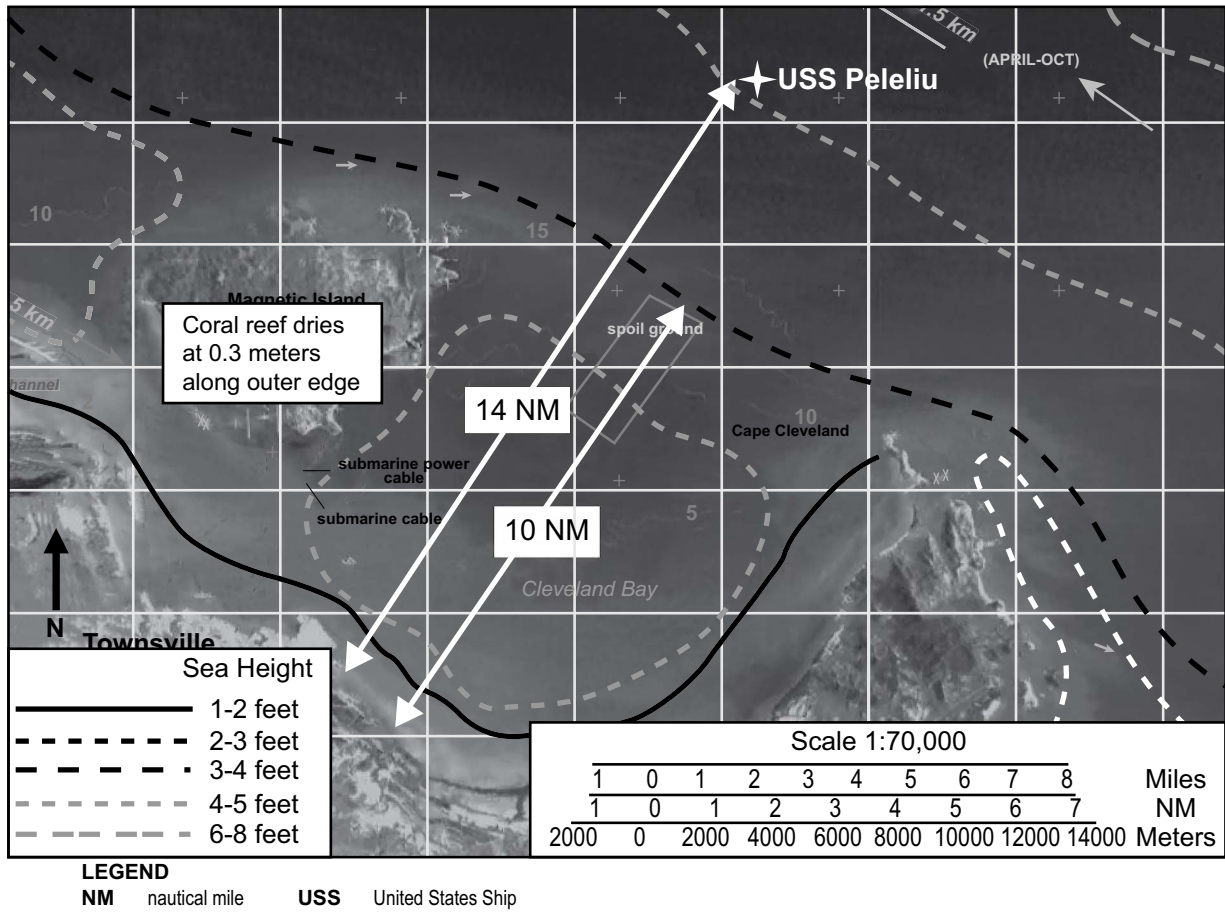 7.5 km
(APRIL-OCT)
USS Peleliu
10
15
Magnetic Island
Coral reef dries
at 0.3 meters
along outer edge
5 km
spoil ground
hannel
14 NM
10
Cape Cleveland
submarine power
cable
submarine cable
5
10 NM
5
Cleveland Bay
N
Townsville
Sea Height
1-2 feet
2-3 feet
3-4 feet
4-5 feet
6-8 feet
Scale 1:70,000
1 0 1 2 3 4 5 6 7 8 Miles
1 0 1 2 3 4 5 6 7 NM
2000 0 2000 4000 6000 8000 10000 12000 14000 Meters
LEGEND
NM nautical mile USS United States Ship